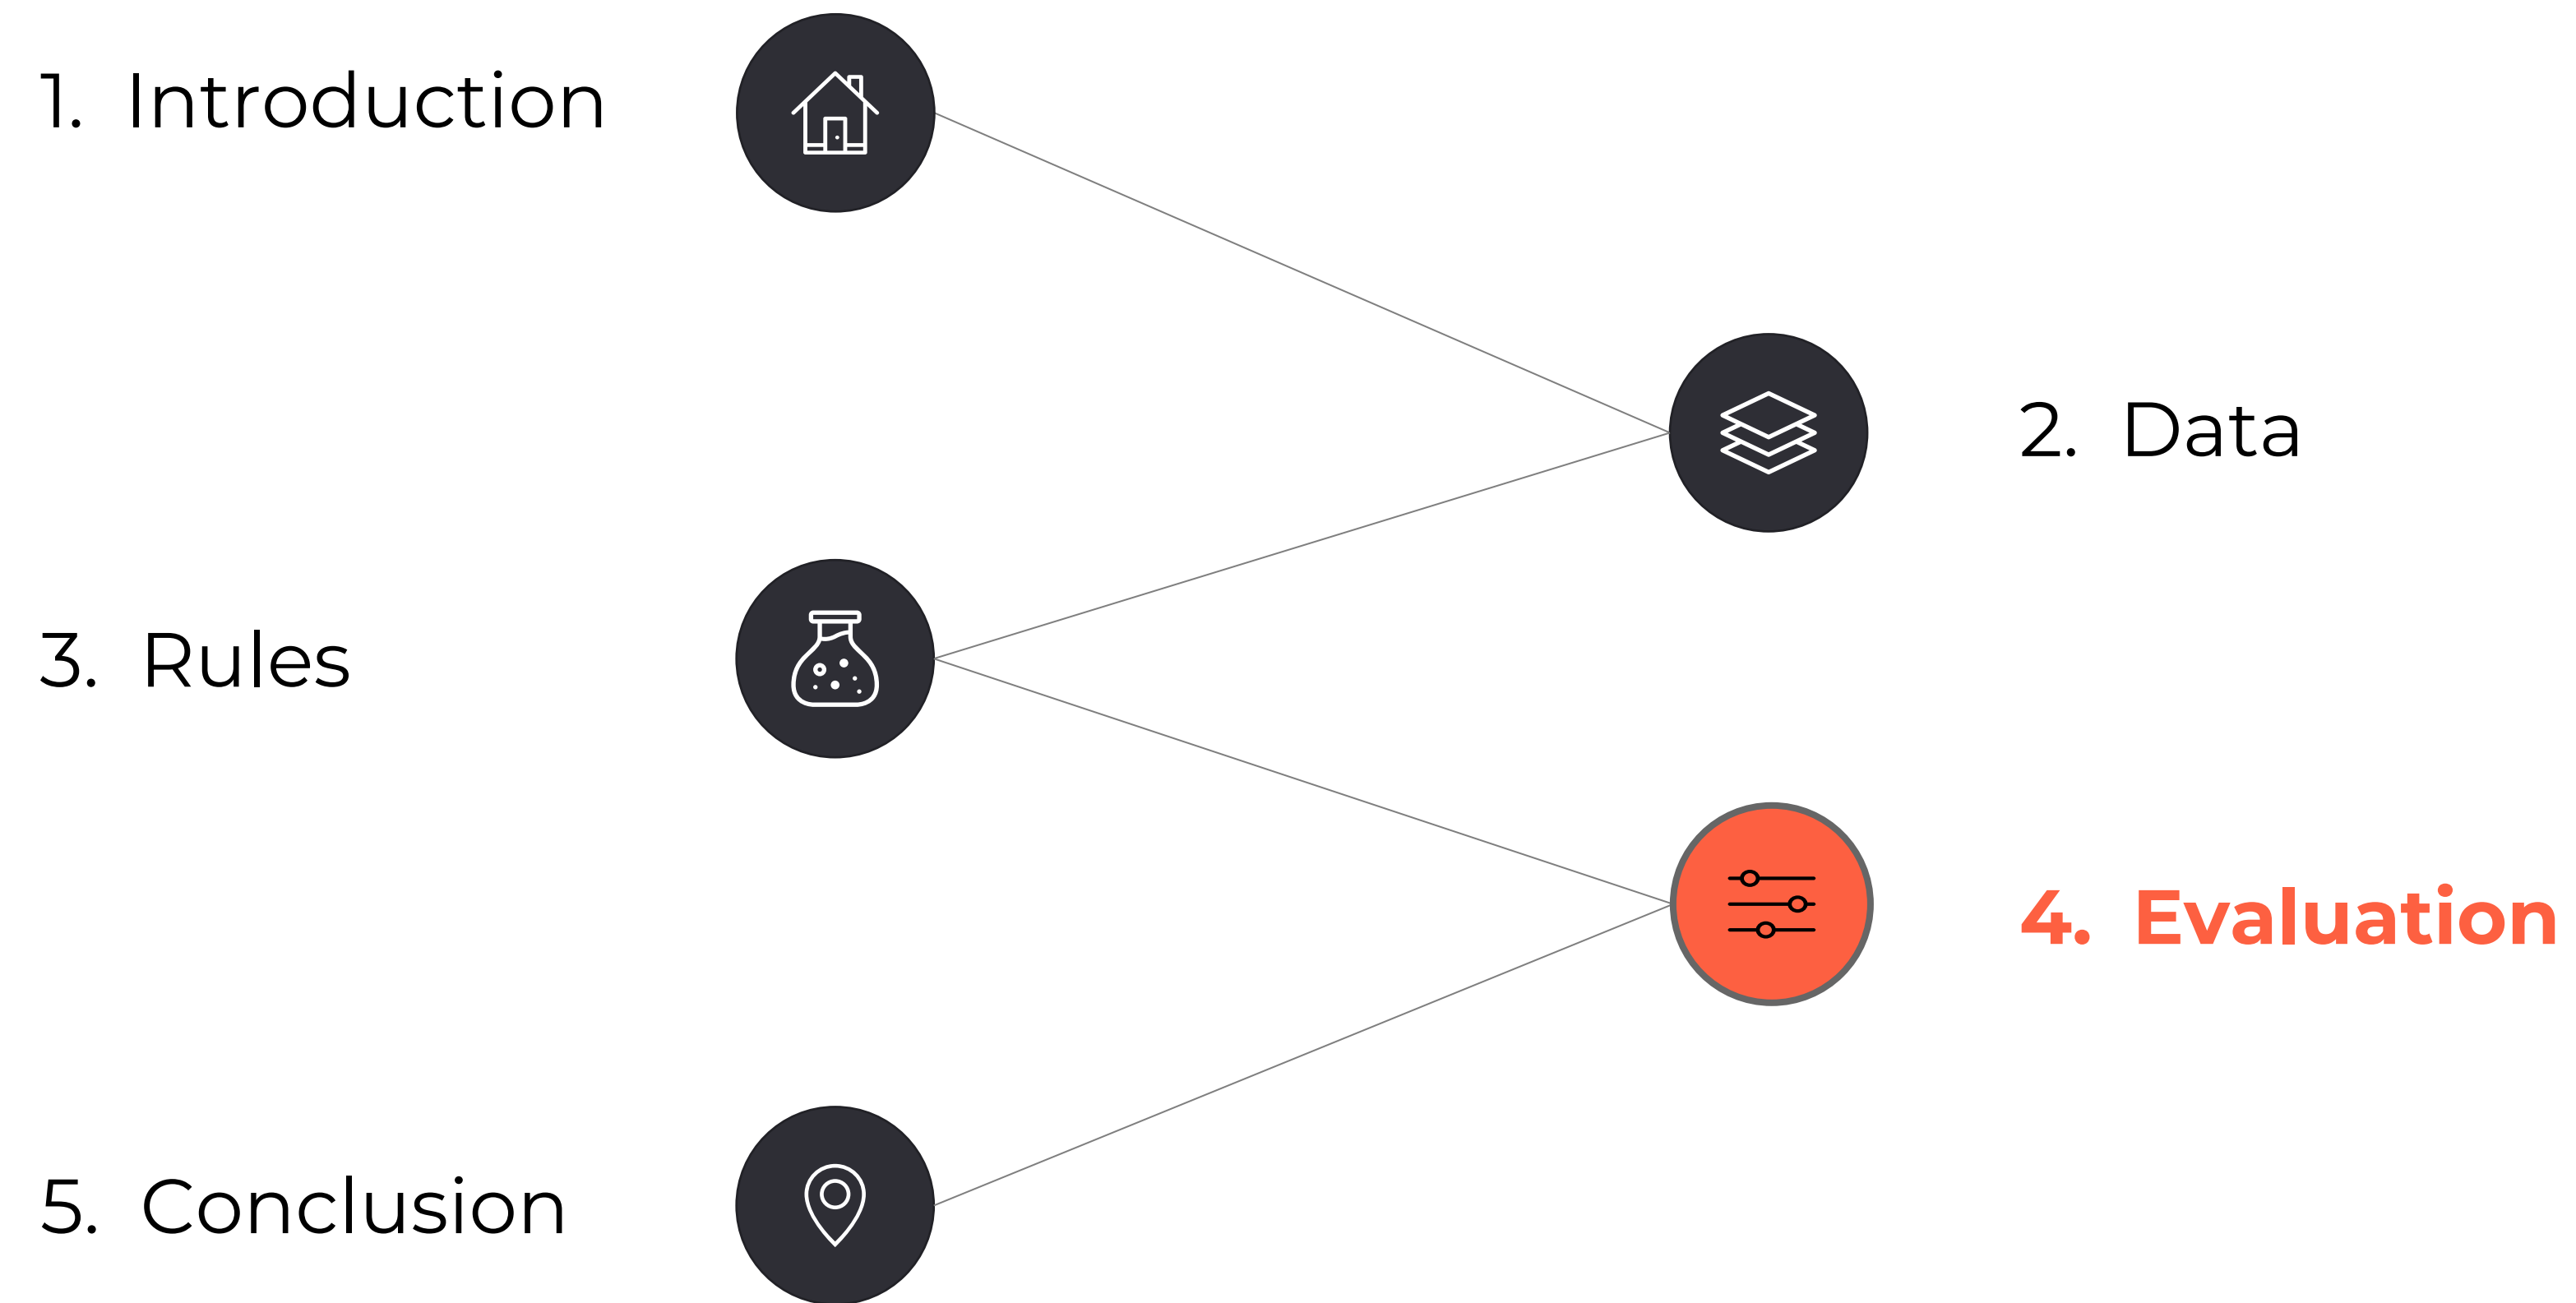 1. Introduction
2. Data
3. Rules
4. Evaluation
5. Conclusion